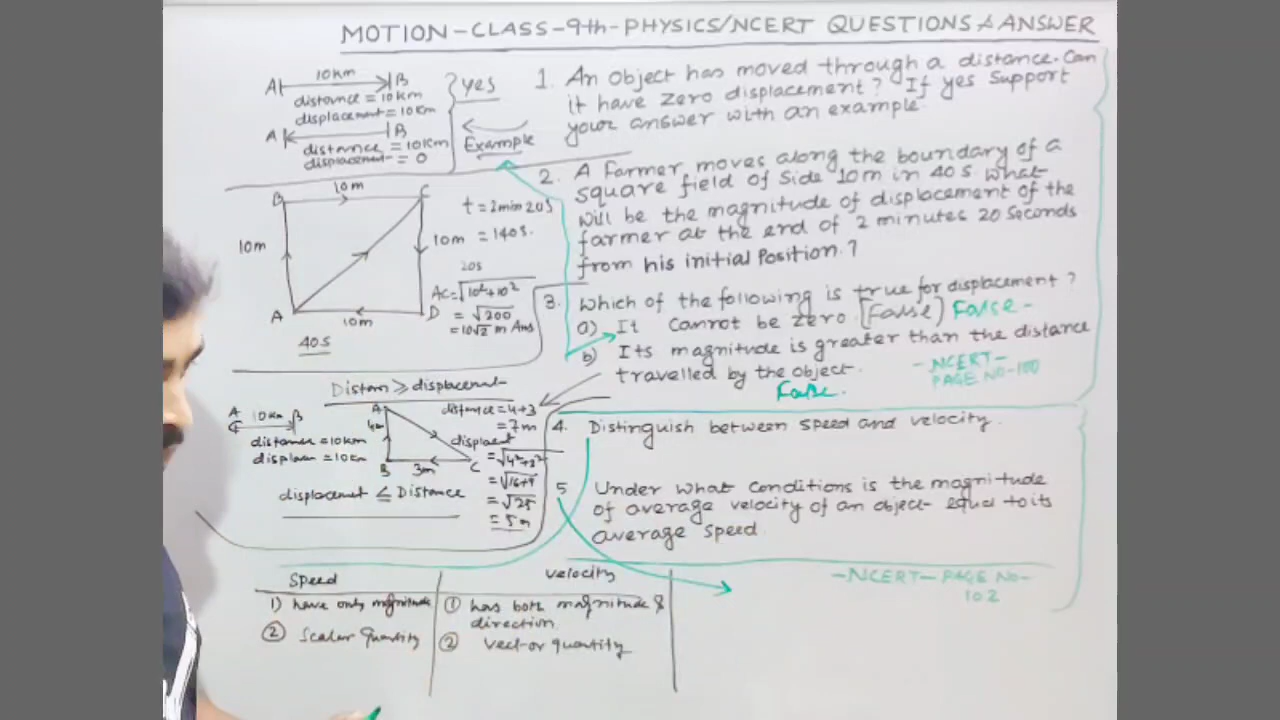 MOTION-CLASS-9th-PHYSICS/NCERT QUESTIONS & ANSWER
10km
A B
distance = 10km
displacement = 10km
A B
distance = 10km
displacement = 0
yes
Example
1. An object has moved through a distance. Can
it have zero displacement? If yes support
your answer with an example.
2. A farmer moves along the boundary of a
square field of side 10m in 40s. what
will be the magnitude of displacement of the
farmer at the end of 2 minutes 20 seconds
from his initial position.?
B 10m C
10m
10m
A 10m D
40s
t = 2min 20s
= 140s.
20s
AC = √10²+10²
= √200
= 10√2 m Ans
3. Which of the following is true for displacement?
a) It cannot be zero. [False] False -
b) Its magnitude is greater than the distance
travelled by the object.
False.
-NCERT-
PAGE NO-100
Distan ≥ displacemenat
A 10km B
distance = 10km
displacen = 10km
A
4m
B 3m C
distance = 4+3
= 7m
displacent
= √4²+3²
= √16+9
= √25
= 5m
displacement ≤ Distance
4. Distinguish between speed and velocity.
5 Under what conditions is the magnitude
of average velocity of an object equal to its
average speed
-NCERT-PAGE NO-
102
Speed
1) have only magnitude
② Scalar quantity
velocity
① has both magnitude &
direction.
② Vector quantity